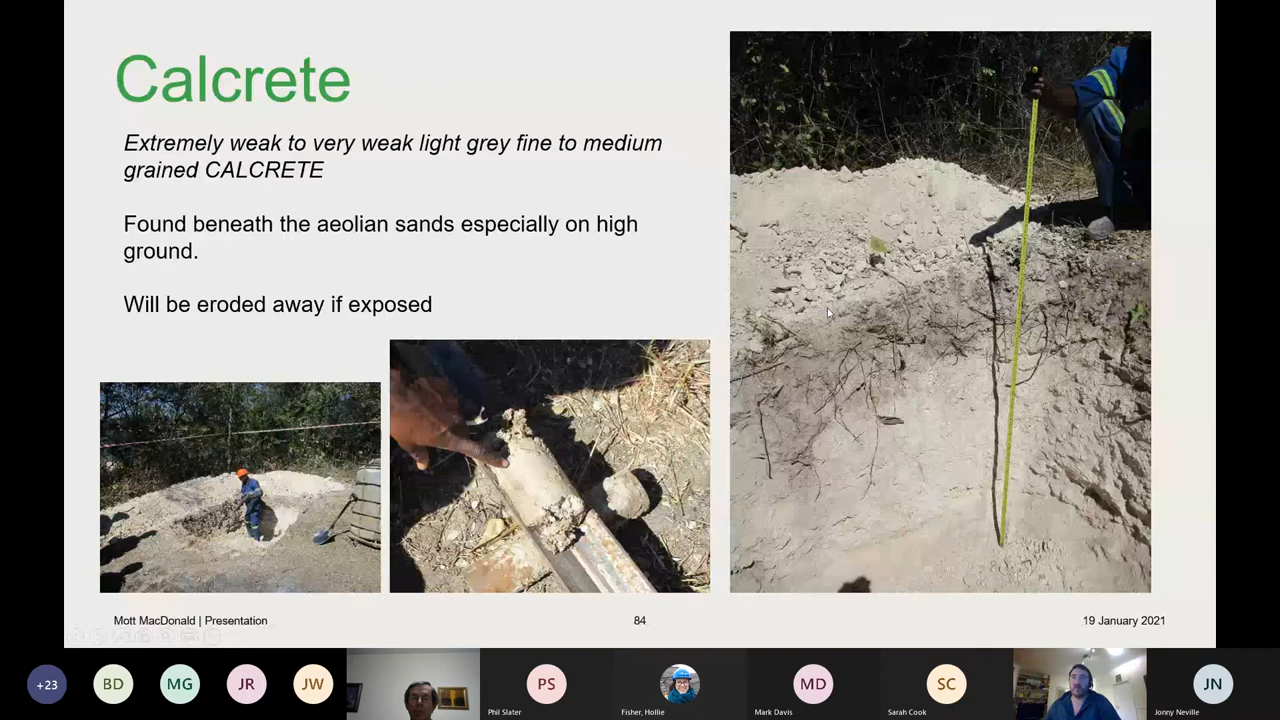 Calcrete
Extremely weak to very weak light grey fine to medium
grained CALCRETE
Found beneath the aeolian sands especially on high
ground.
Will be eroded away if exposed
Mott MacDonald | Presentation
84
19 January 2021
+23
BD
MG
JR
JW
PS
MD
SC
JN
Phil Slater
Fisher, Hollie
Mark Davis
Sarah Cook
Jonny Neville